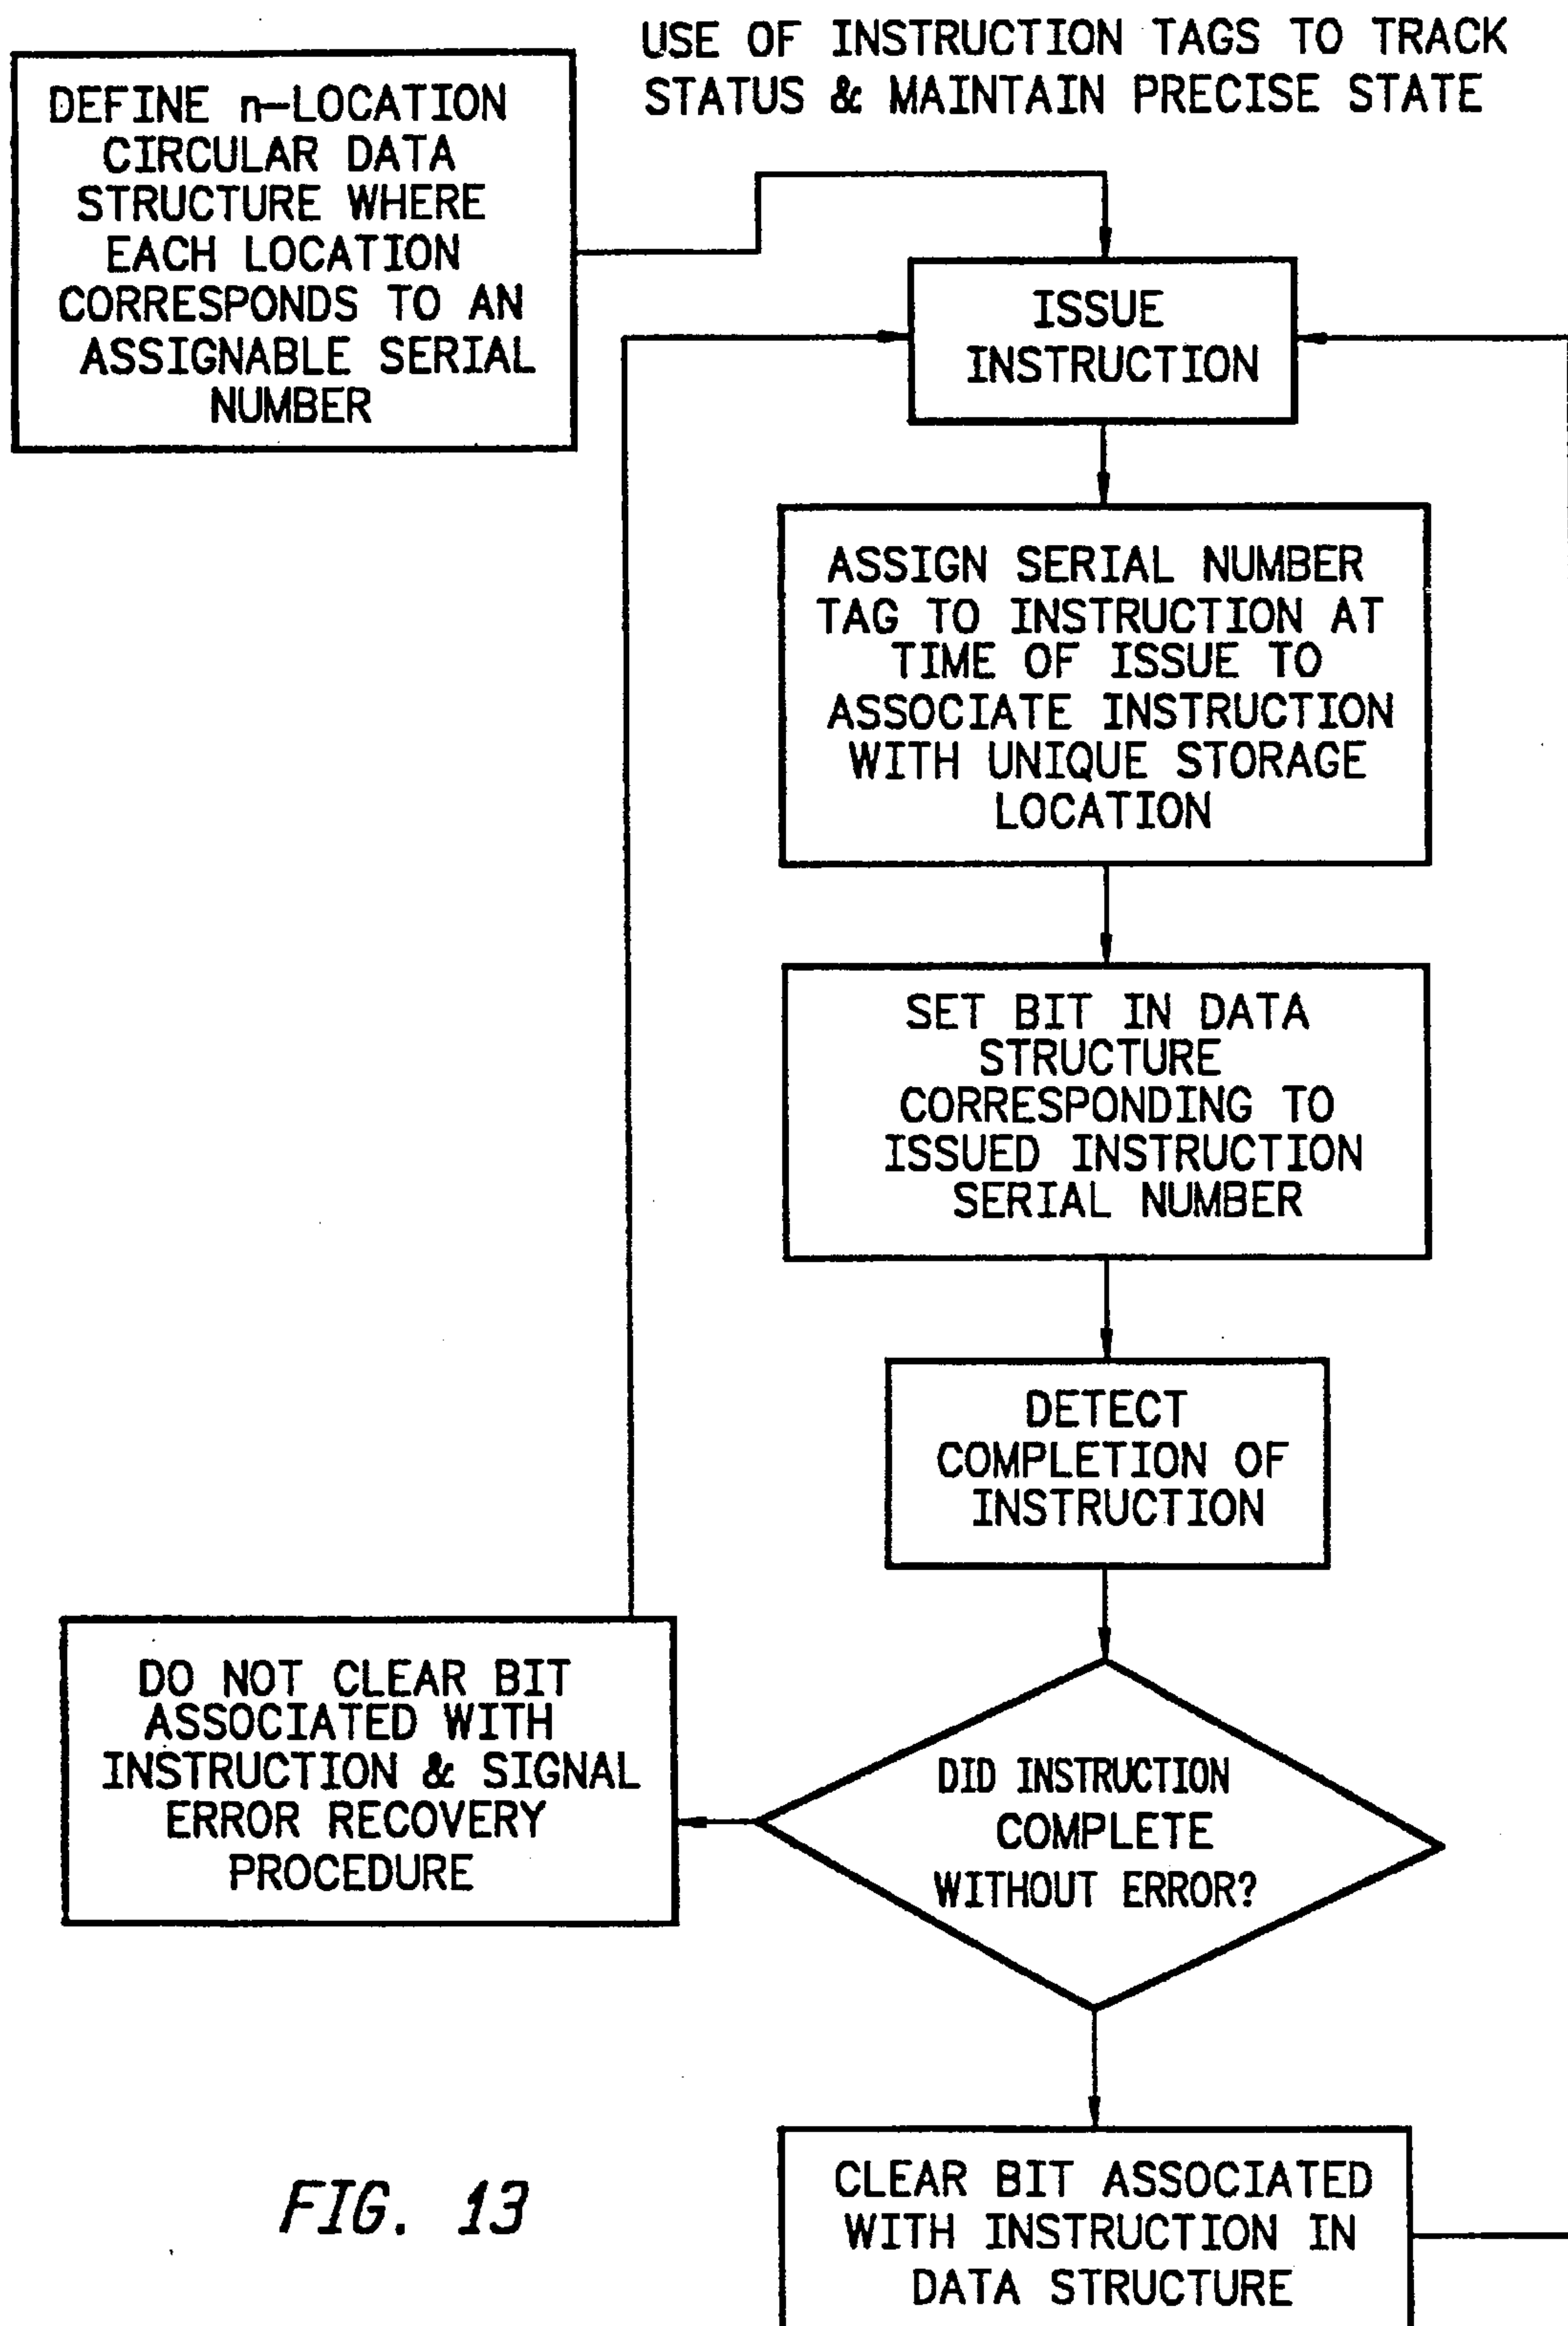 USE OF INSTRUCTION TAGS TO TRACK
STATUS & MAINTAIN PRECISE STATE
DEFINE n-LOCATION
CIRCULAR DATA
STRUCTURE WHERE
EACH LOCATION
CORRESPONDS TO AN
ASSIGNABLE SERIAL
NUMBER
ISSUE
INSTRUCTION
ASSIGN SERIAL NUMBER
TAG TO INSTRUCTION AT
TIME OF ISSUE TO
ASSOCIATE INSTRUCTION
WITH UNIQUE STORAGE
LOCATION
SET BIT IN DATA
STRUCTURE
CORRESPONDING TO
ISSUED INSTRUCTION
SERIAL NUMBER
DETECT
COMPLETION OF
INSTRUCTION
DID INSTRUCTION
COMPLETE
WITHOUT ERROR?
DO NOT CLEAR BIT
ASSOCIATED WITH
INSTRUCTION & SIGNAL
ERROR RECOVERY
PROCEDURE
CLEAR BIT ASSOCIATED
WITH INSTRUCTION IN
DATA STRUCTURE
FIG. 13